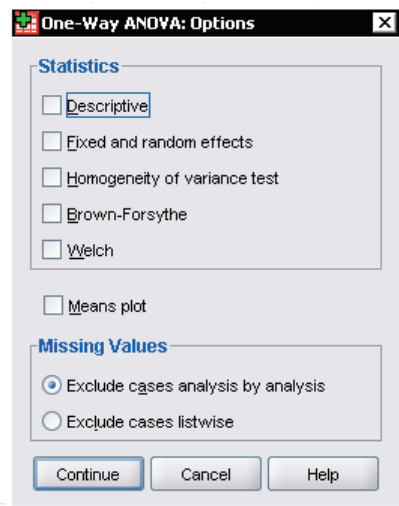 One-Way ANOVA: Options
Statistics
Descriptive
Fixed and random effects
Homogeneity of variance test
Brown-Forsythe
Welch
Means plot
Missing Values
Exclude cases analysis by analysis
Exclude cases listwise
Continue Cancel Help